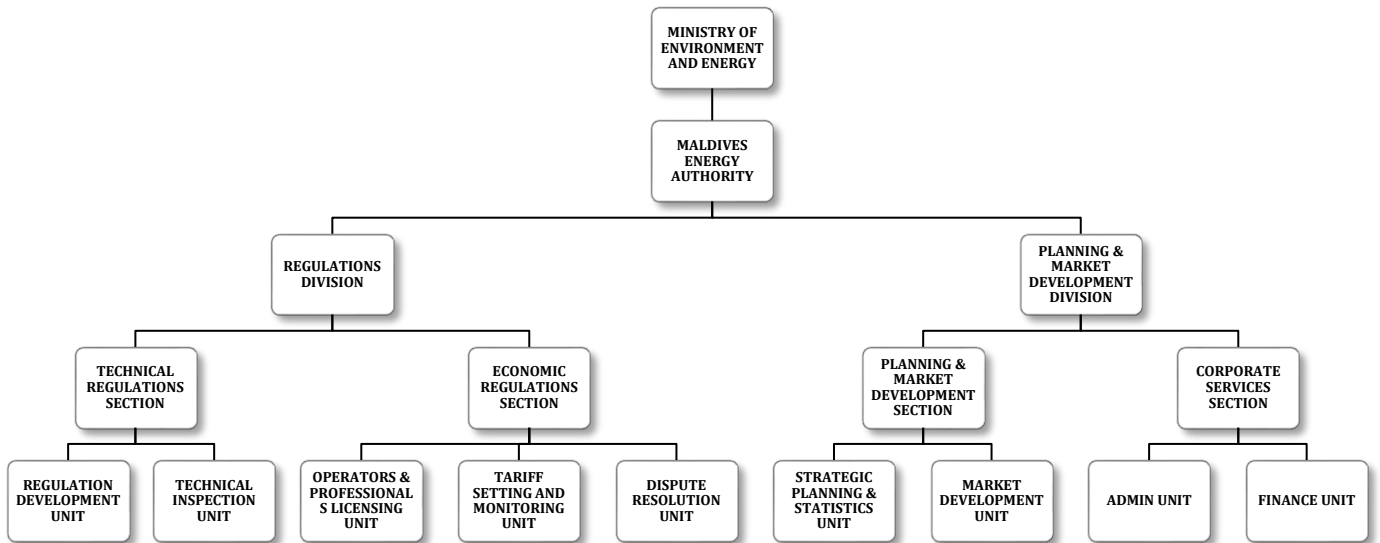 MINISTRY OF
ENVIRONMENT
AND ENERGY
MALDIVES
ENERGY
AUTHORITY
REGULATIONS
DIVISION
PLANNING &
MARKET
DEVELOPMENT
DIVISION
TECHNICAL
REGULATIONS
SECTION
ECONOMIC
REGULATIONS
SECTION
PLANNING &
MARKET
DEVELOPMENT
SECTION
CORPORATE
SERVICES
SECTION
REGULATION
DEVELOPMENT
UNIT
TECHNICAL
INSPECTION
UNIT
OPERATORS &
PROFESSIONAL
S LICENSING
UNIT
TARIFF
SETTING AND
MONITORING
UNIT
DISPUTE
RESOLUTION
UNIT
STRATEGIC
PLANNING &
STATISTICS
UNIT
MARKET
DEVELOPMENT
UNIT
ADMIN UNIT
FINANCE UNIT